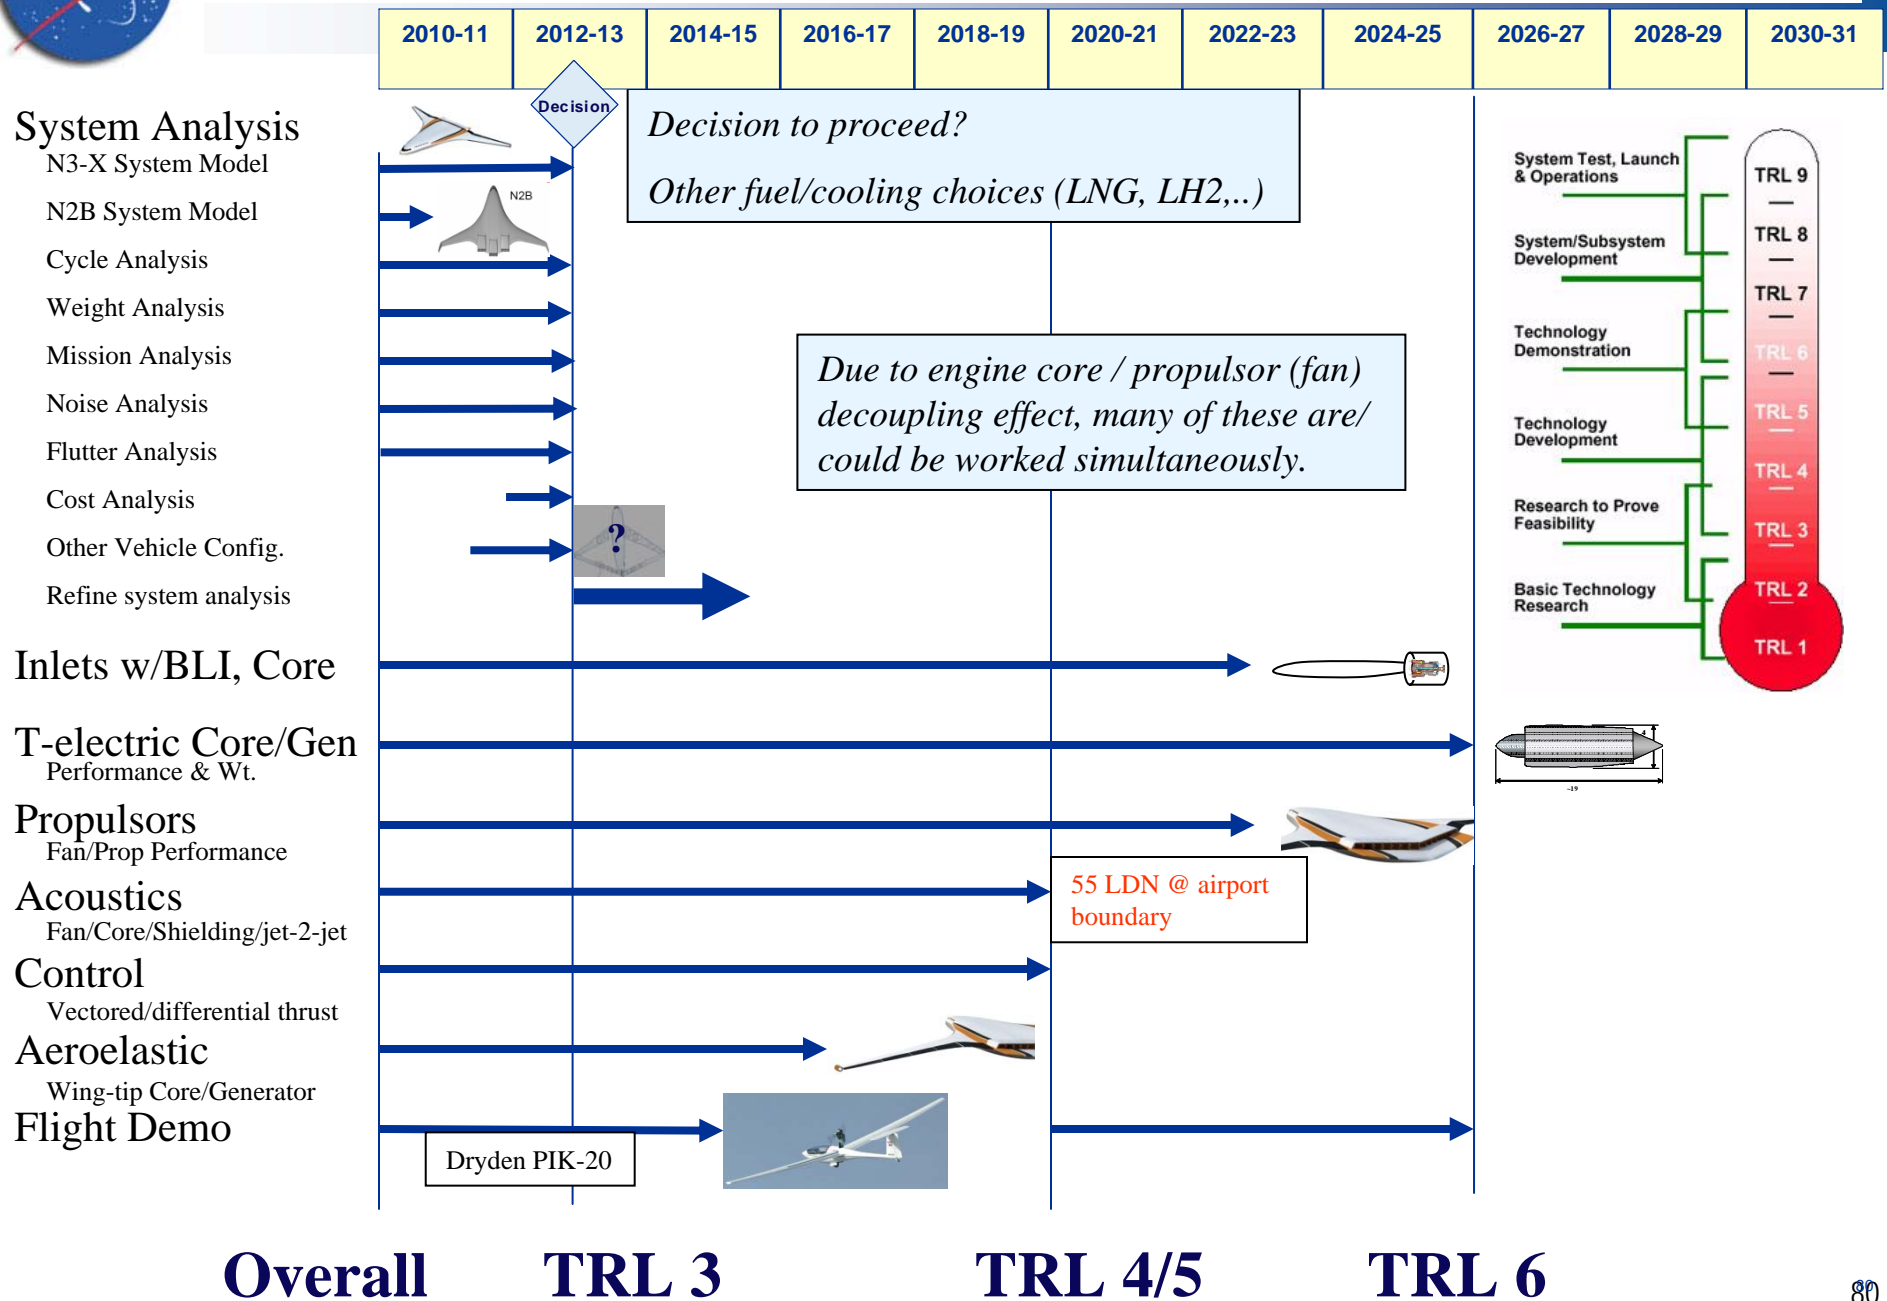 2010-11 2012-13 2014-15 2016-17 2018-19 2020-21 2022-23 2024-25 2026-27 2028-29 2030-31
Decision
Decision to proceed?
Other fuel/cooling choices (LNG, LH2,..)
System Analysis
N3-X System Model
N2B System Model
N2B
Cycle Analysis
Weight Analysis
Mission Analysis
Noise Analysis
Flutter Analysis
Cost Analysis
Other Vehicle Config.
?
Refine system analysis
Due to engine core / propulsor (fan)
decoupling effect, many of these are/
could be worked simultaneously.
System Test, Launch
& Operations
System/Subsystem
Development
Technology
Demonstration
Technology
Development
Research to Prove
Feasibility
Basic Technology
Research
TRL 9
TRL 8
TRL 7
TRL 6
TRL 5
TRL 4
TRL 3
TRL 2
TRL 1
Inlets w/BLI, Core
T-electric Core/Gen
Performance & Wt.
4
~19
Propulsors
Fan/Prop Performance
Acoustics
Fan/Core/Shielding/jet-2-jet
55 LDN @ airport
boundary
Control
Vectored/differential thrust
Aeroelastic
Wing-tip Core/Generator
Flight Demo
Dryden PIK-20
Overall TRL 3 TRL 4/5 TRL 6
80